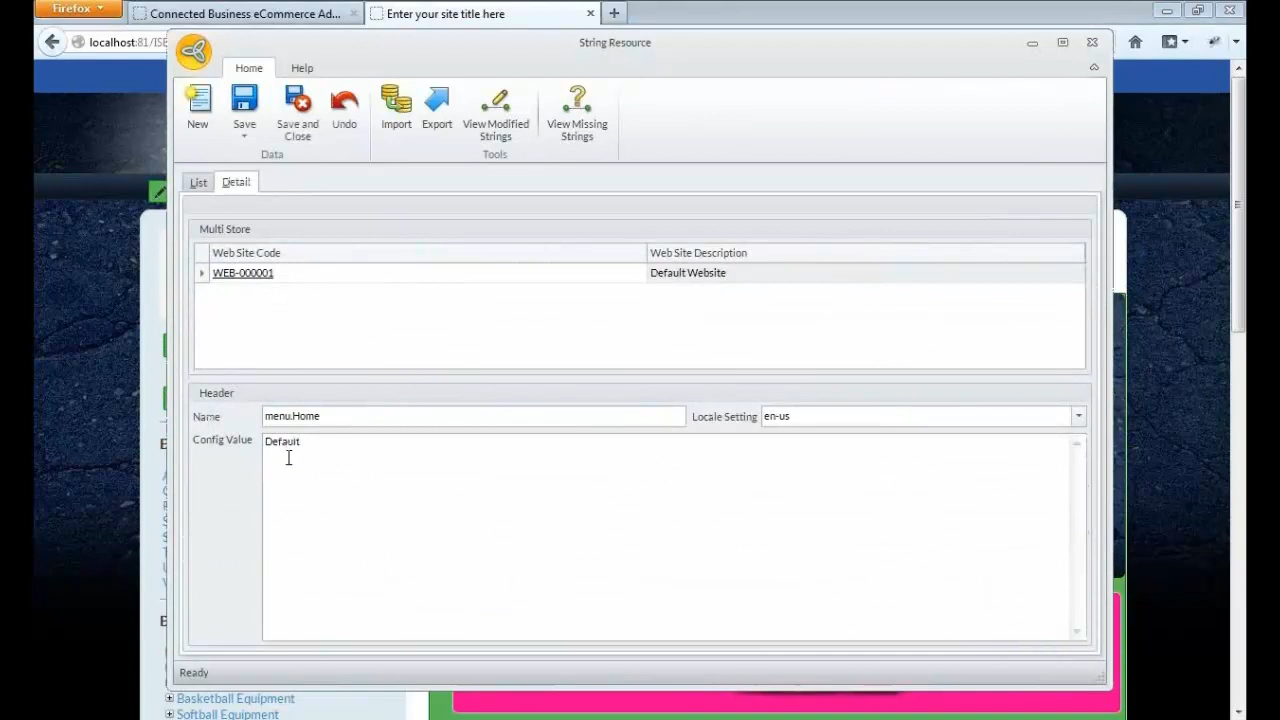 Firefox
Connected Business eCommerce Ad...
Enter your site title here
localhost:81/ISE
String Resource
Home
Help
New
Save
Save and Close
Undo
Import
Export
View Modified Strings
View Missing Strings
Data
Tools
List
Detail
Multi Store
Web Site Code
Web Site Description
WEB-000001
Default Website
Header
Name
menu.Home
Locale Setting
en-us
Config Value
Default
Ready
Basketball Equipment
Softball Equipment